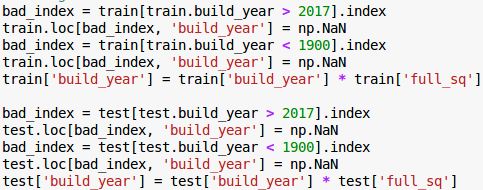 bad_index = train[train.build_year > 2017].index
train.loc[bad_index, 'build_year'] = np.NaN
bad_index = train[train.build_year < 1900].index
train.loc[bad_index, 'build_year'] = np.NaN
train['build_year'] = train['build_year'] * train['full_sq']

bad_index = test[test.build_year > 2017].index
test.loc[bad_index, 'build_year'] = np.NaN
bad_index = test[test.build_year < 1900].index
test.loc[bad_index, 'build_year'] = np.NaN
test['build_year'] = test['build_year'] * test['full_sq']